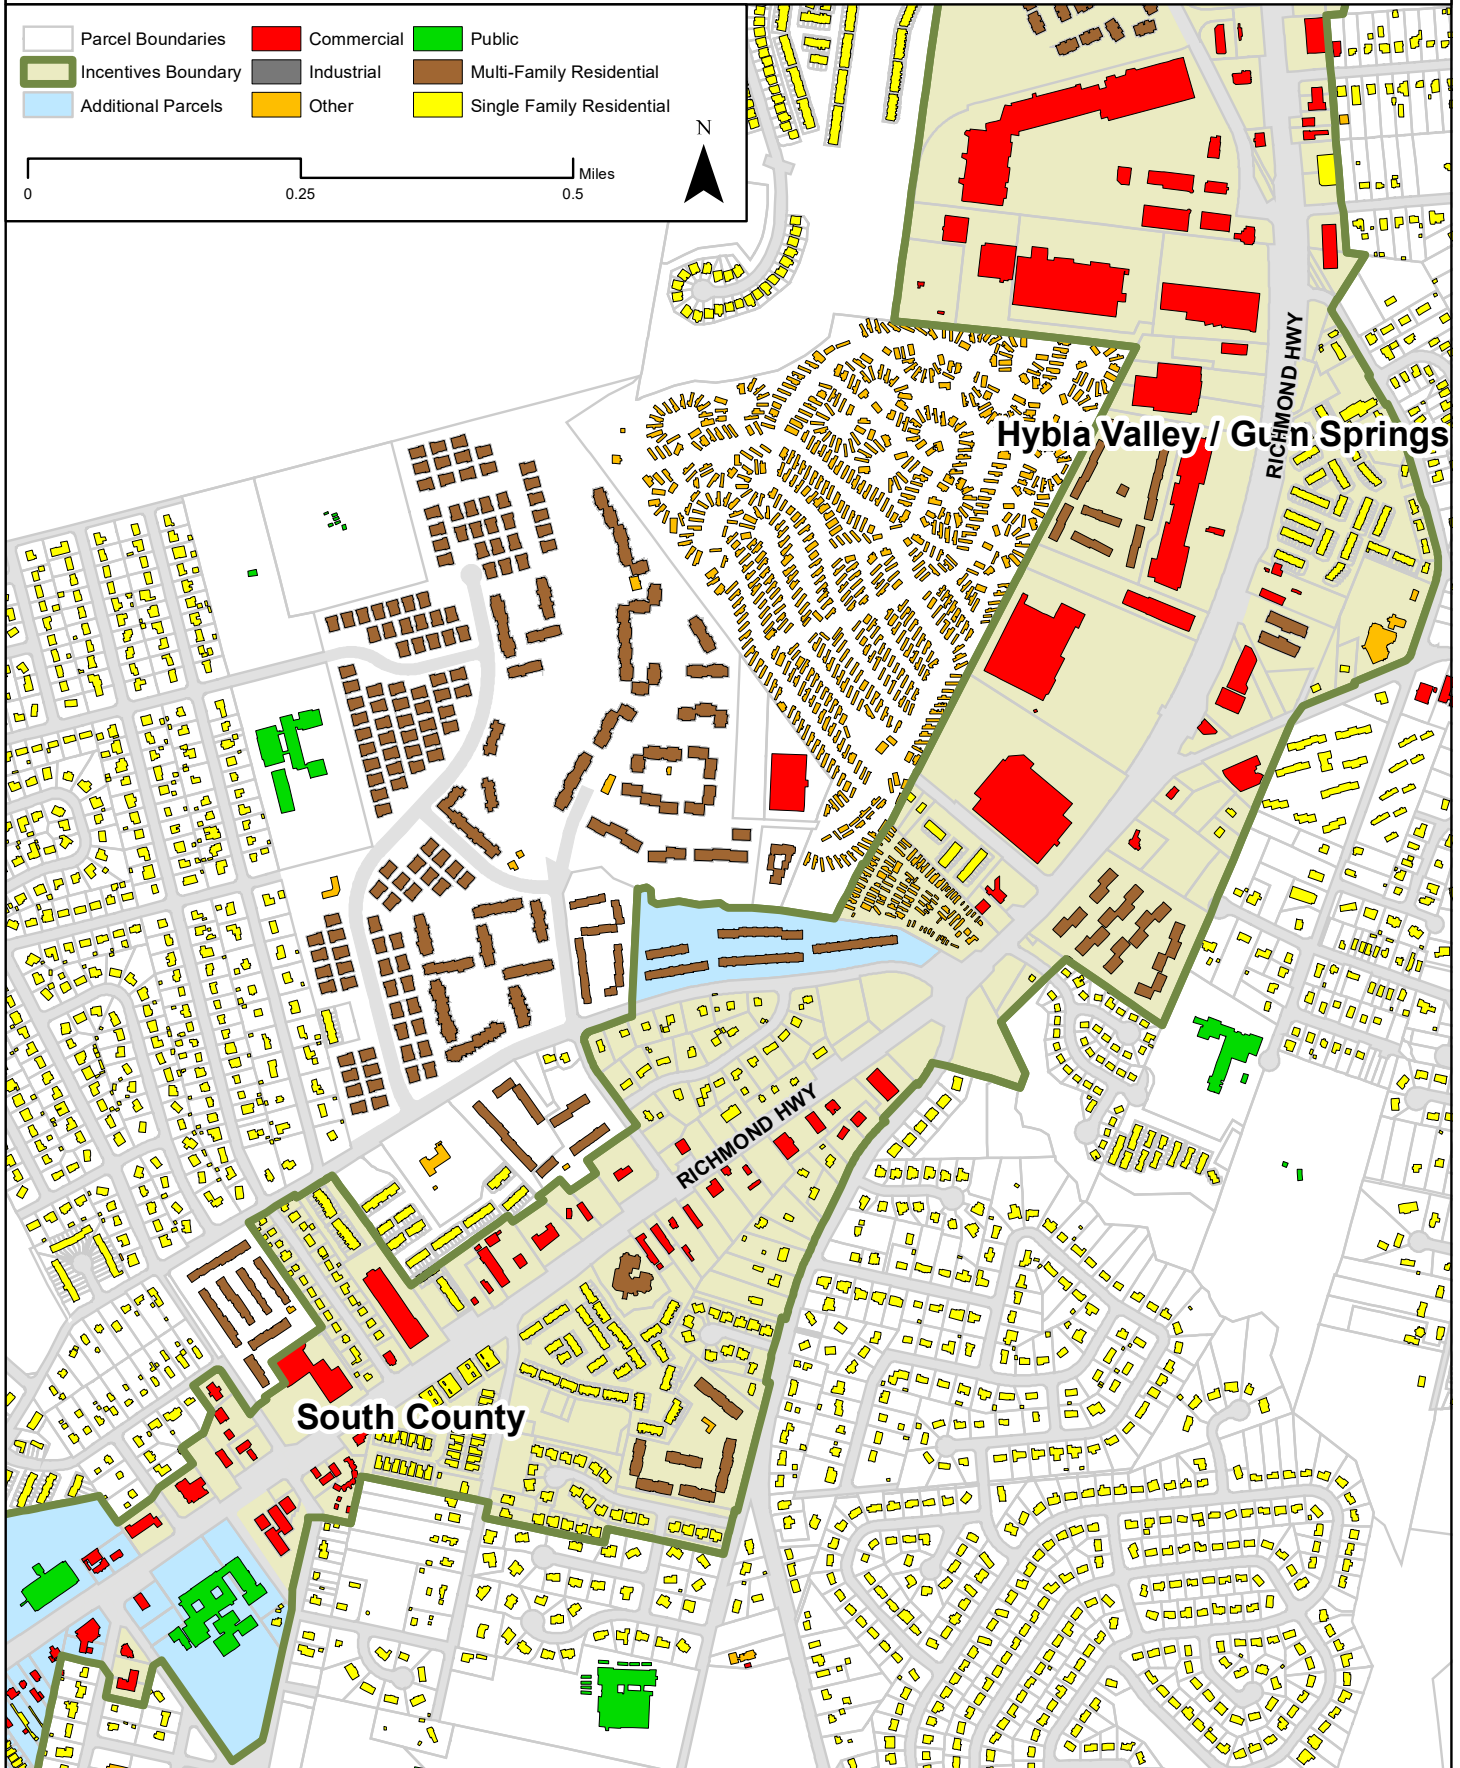 Parcel Boundaries
Commercial
Public
Incentives Boundary
Industrial
Multi-Family Residential
Additional Parcels
Other
Single Family Residential
N
Miles
0
0.25
0.5
RICHMOND HWY
Hybla Valley / Gum Springs
RICHMOND HWY
South County